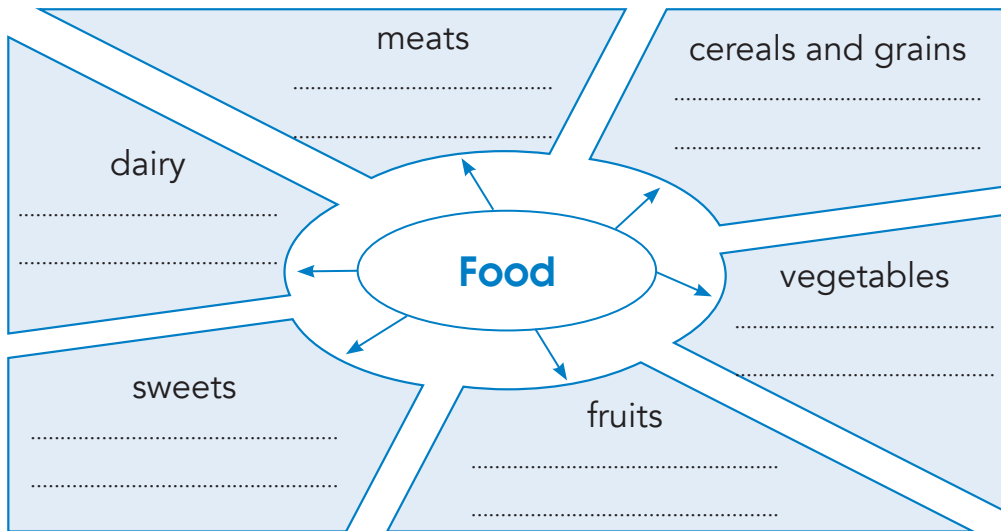 meats
cereals and grains
dairy
Food
vegetables
sweets
fruits